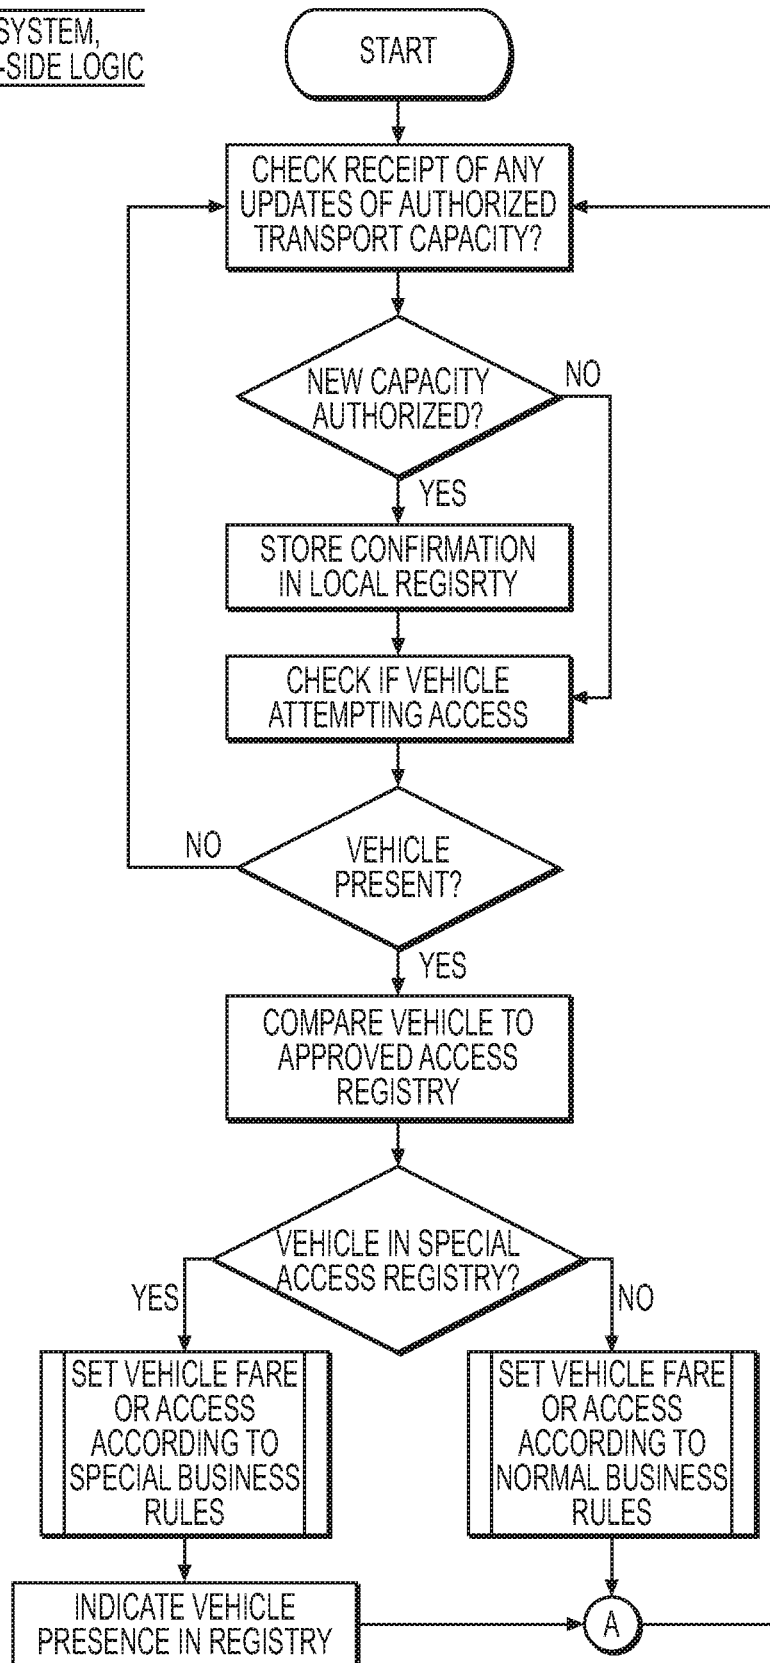 SYSTEM,
-SIDE LOGIC
START
CHECK RECEIPT OF ANY
UPDATES OF AUTHORIZED
TRANSPORT CAPACITY?
NEW CAPACITY
AUTHORIZED?
NO
YES
STORE CONFIRMATION
IN LOCAL REGISRTY
CHECK IF VEHICLE
ATTEMPTING ACCESS
NO
VEHICLE
PRESENT?
YES
COMPARE VEHICLE TO
APPROVED ACCESS
REGISTRY
VEHICLE IN SPECIAL
ACCESS REGISTRY?
YES
NO
SET VEHICLE FARE
OR ACCESS
ACCORDING TO
SPECIAL BUSINESS
RULES
SET VEHICLE FARE
OR ACCESS
ACCORDING TO
NORMAL BUSINESS
RULES
INDICATE VEHICLE
PRESENCE IN REGISTRY
A